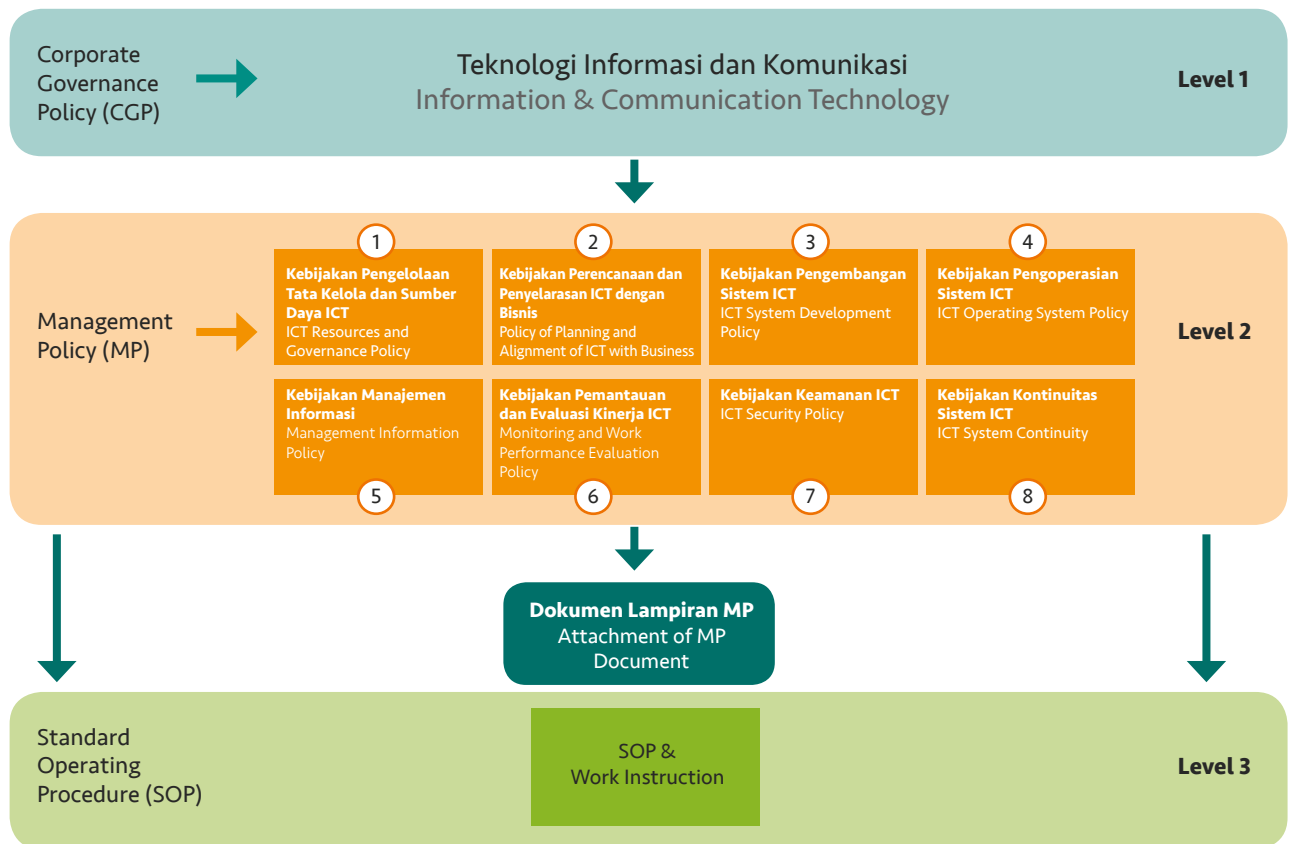 Corporate
Governance
Policy (CGP)
Teknologi Informasi dan Komunikasi
Information & Communication Technology
Level 1
Management
Policy (MP)
1
Kebijakan Pengelolaan
Tata Kelola dan Sumber
Daya ICT
ICT Resources and
Governance Policy
2
Kebijakan Perencanaan dan
Penyelarasan ICT dengan
Bisnis
Policy of Planning and
Alignment of ICT with Business
3
Kebijakan Pengembangan
Sistem ICT
ICT System Development
Policy
4
Kebijakan Pengoperasian
Sistem ICT
ICT Operating System Policy
Kebijakan Manajemen
Informasi
Management Information
Policy
5
Kebijakan Pemantauan
dan Evaluasi Kinerja ICT
Monitoring and Work
Performance Evaluation
Policy
6
Kebijakan Keamanan ICT
ICT Security Policy
7
Kebijakan Kontinuitas
Sistem ICT
ICT System Continuity
8
Level 2
Dokumen Lampiran MP
Attachment of MP
Document
Standard
Operating
Procedure (SOP)
SOP &
Work Instruction
Level 3